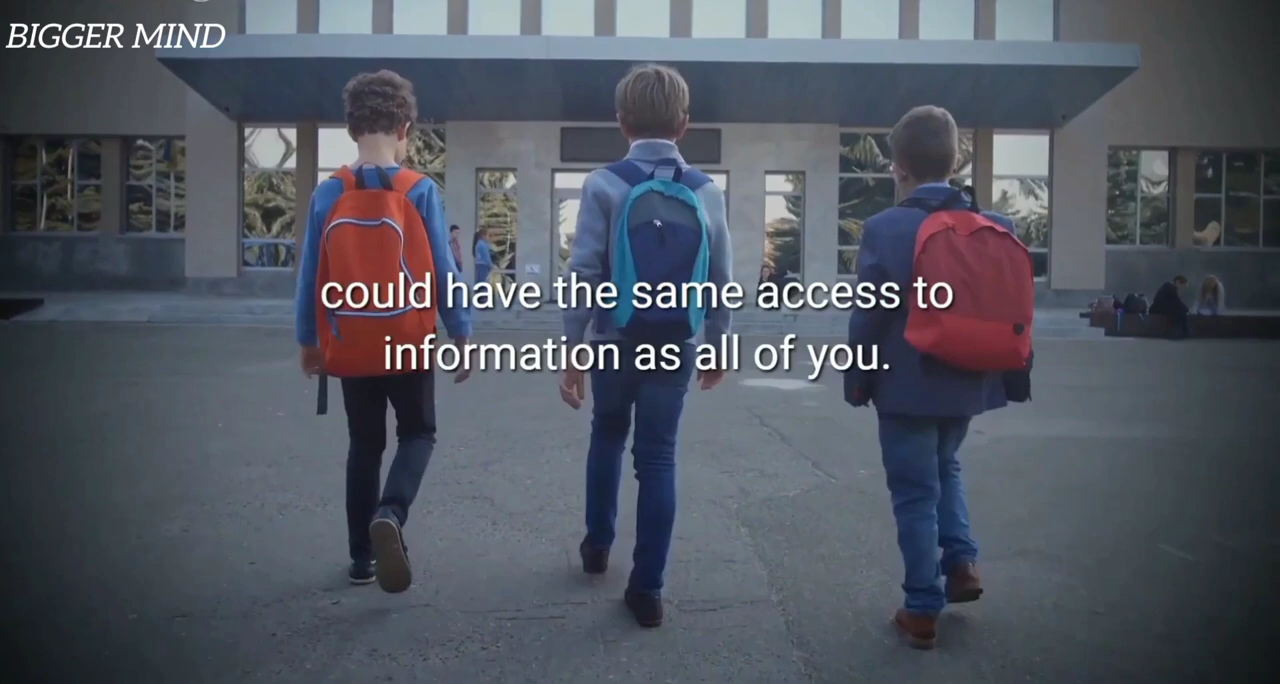 BIGGER MIND
could have the same access to
information as all of you.